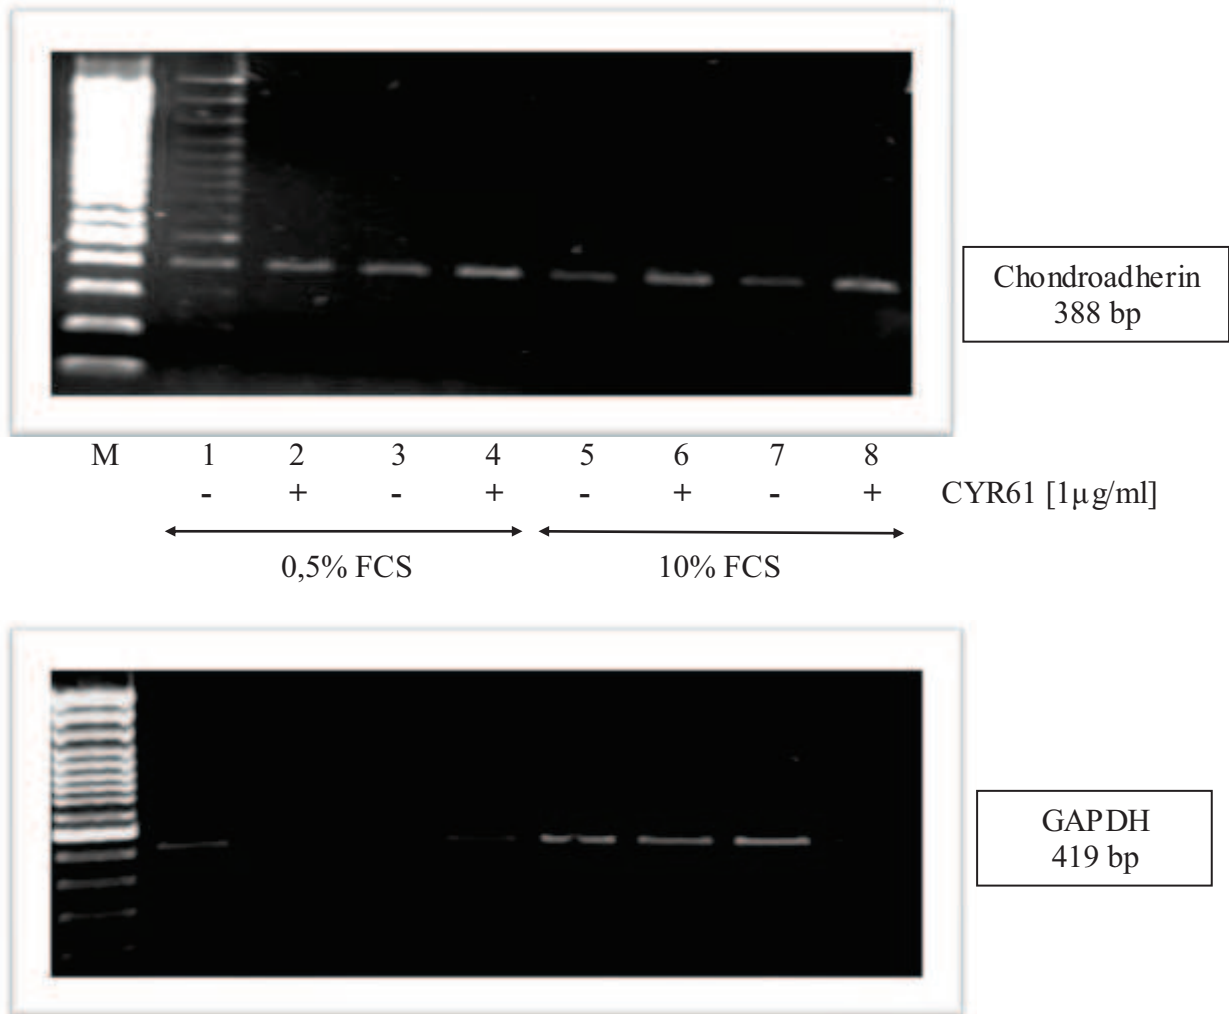 Chondroadherin
388 bp
M 1 2 3 4 5 6 7 8
- + - + - + - + CYR61 [1µg/ml]
0,5% FCS 10% FCS
GAPDH
419 bp